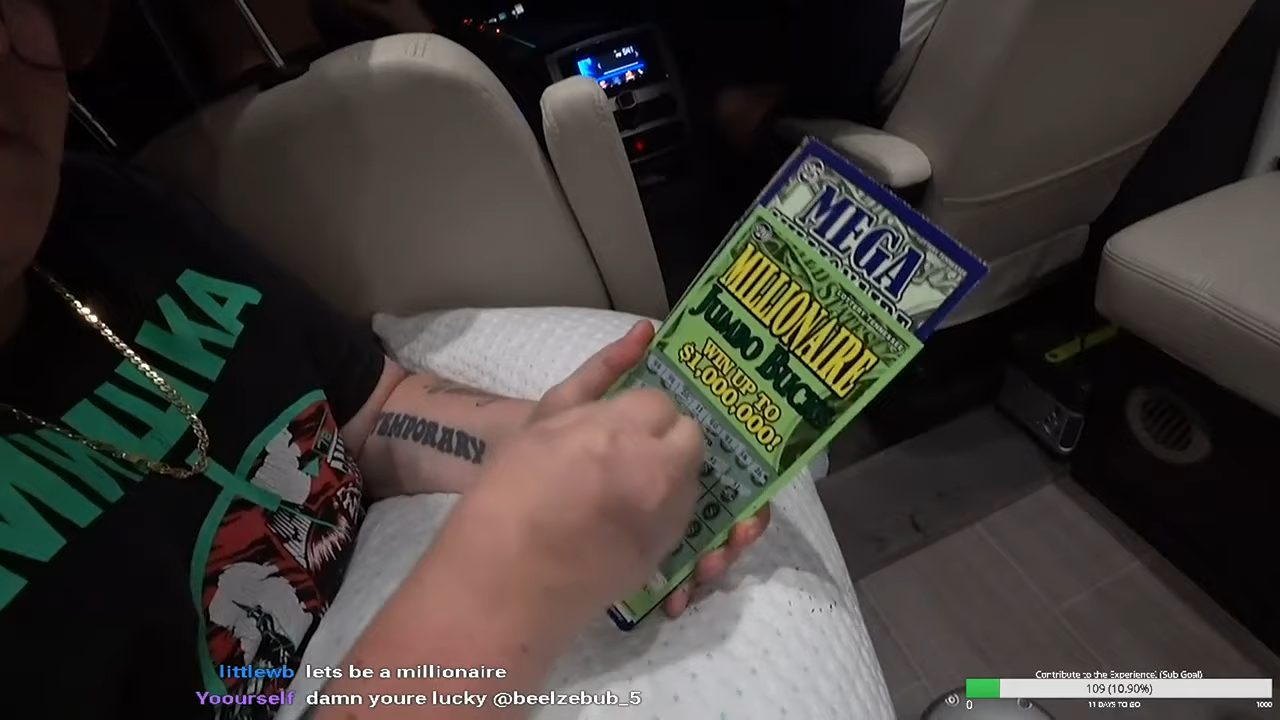 MEGA
MILLIONAIRE
JUMBO BUCKS
WIN UP TO
$1,000,000!
TEMPORARY
littlewb lets be a millionaire
Yoourself damn youre lucky @beelzebub_5
Contribute to the Experience. (Sub Goal)
109 (10.90%)
0 11 DAYS TO GO 1000